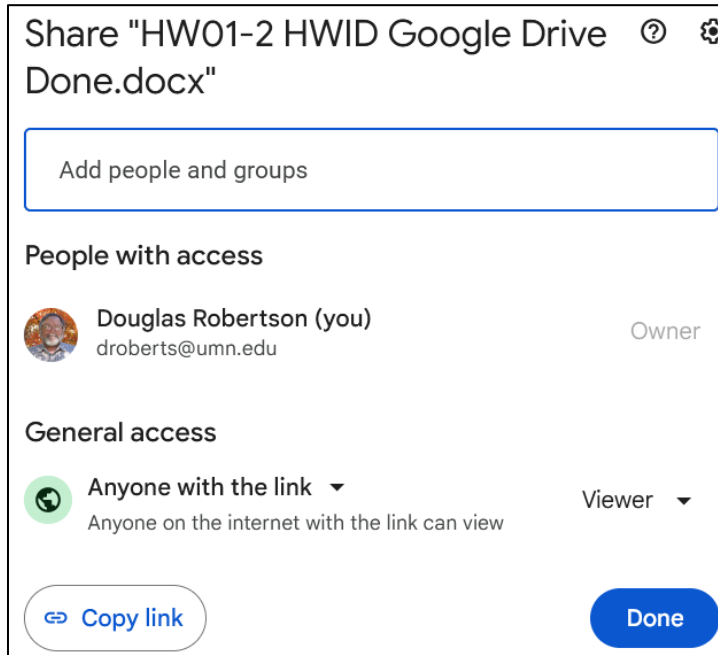 Share "HW01-2 HWID Google Drive
Done.docx"
Add people and groups
People with access
Douglas Robertson (you)
droberts@umn.edu
Owner
General access
Anyone with the link
Anyone on the internet with the link can view
Viewer
Copy link
Done